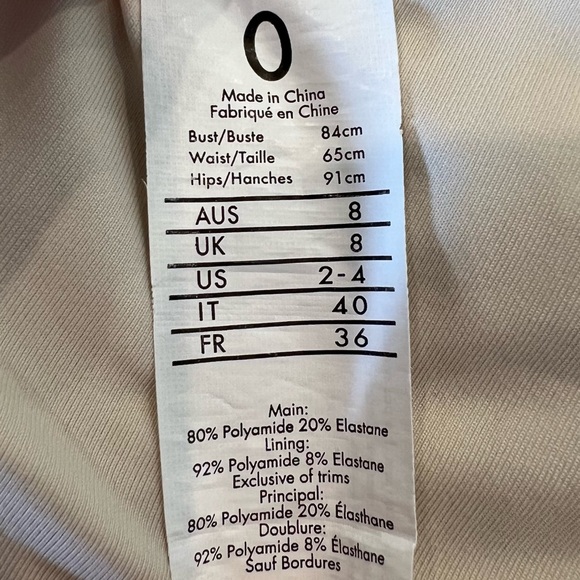 0
Made in China
Fabriqué en Chine
Bust/Buste 84cm
Waist/Taille 65cm
Hips/Hanches 91cm
AUS 8
UK 8
US 2-4
IT 40
FR 36
Main:
80% Polyamide 20% Elastane
Lining:
92% Polyamide 8% Elastane
Exclusive of trims
Principal:
80% Polyamide 20% Élasthane
Doublure:
92% Polyamide 8% Élasthane
Sauf Bordures